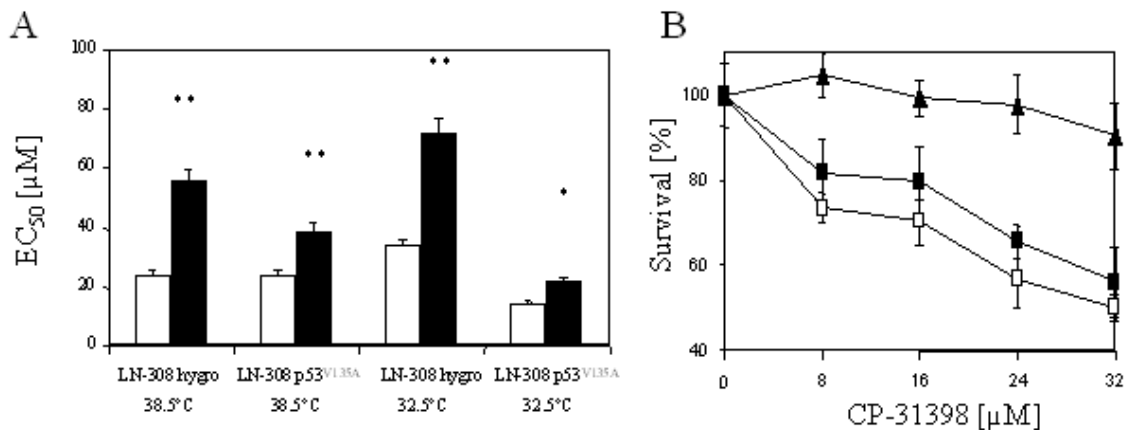 A
100
80
60
40
20
0
EC50 [μM]
LN-308 hygro
38.5°C
LN-308 p53V135A
38.5°C
LN-308 hygro
32.5°C
LN-308 p53V135A
32.5°C
B
100
80
60
40
Survival [%]
0
8
16
24
32
CP-31398 [μM]